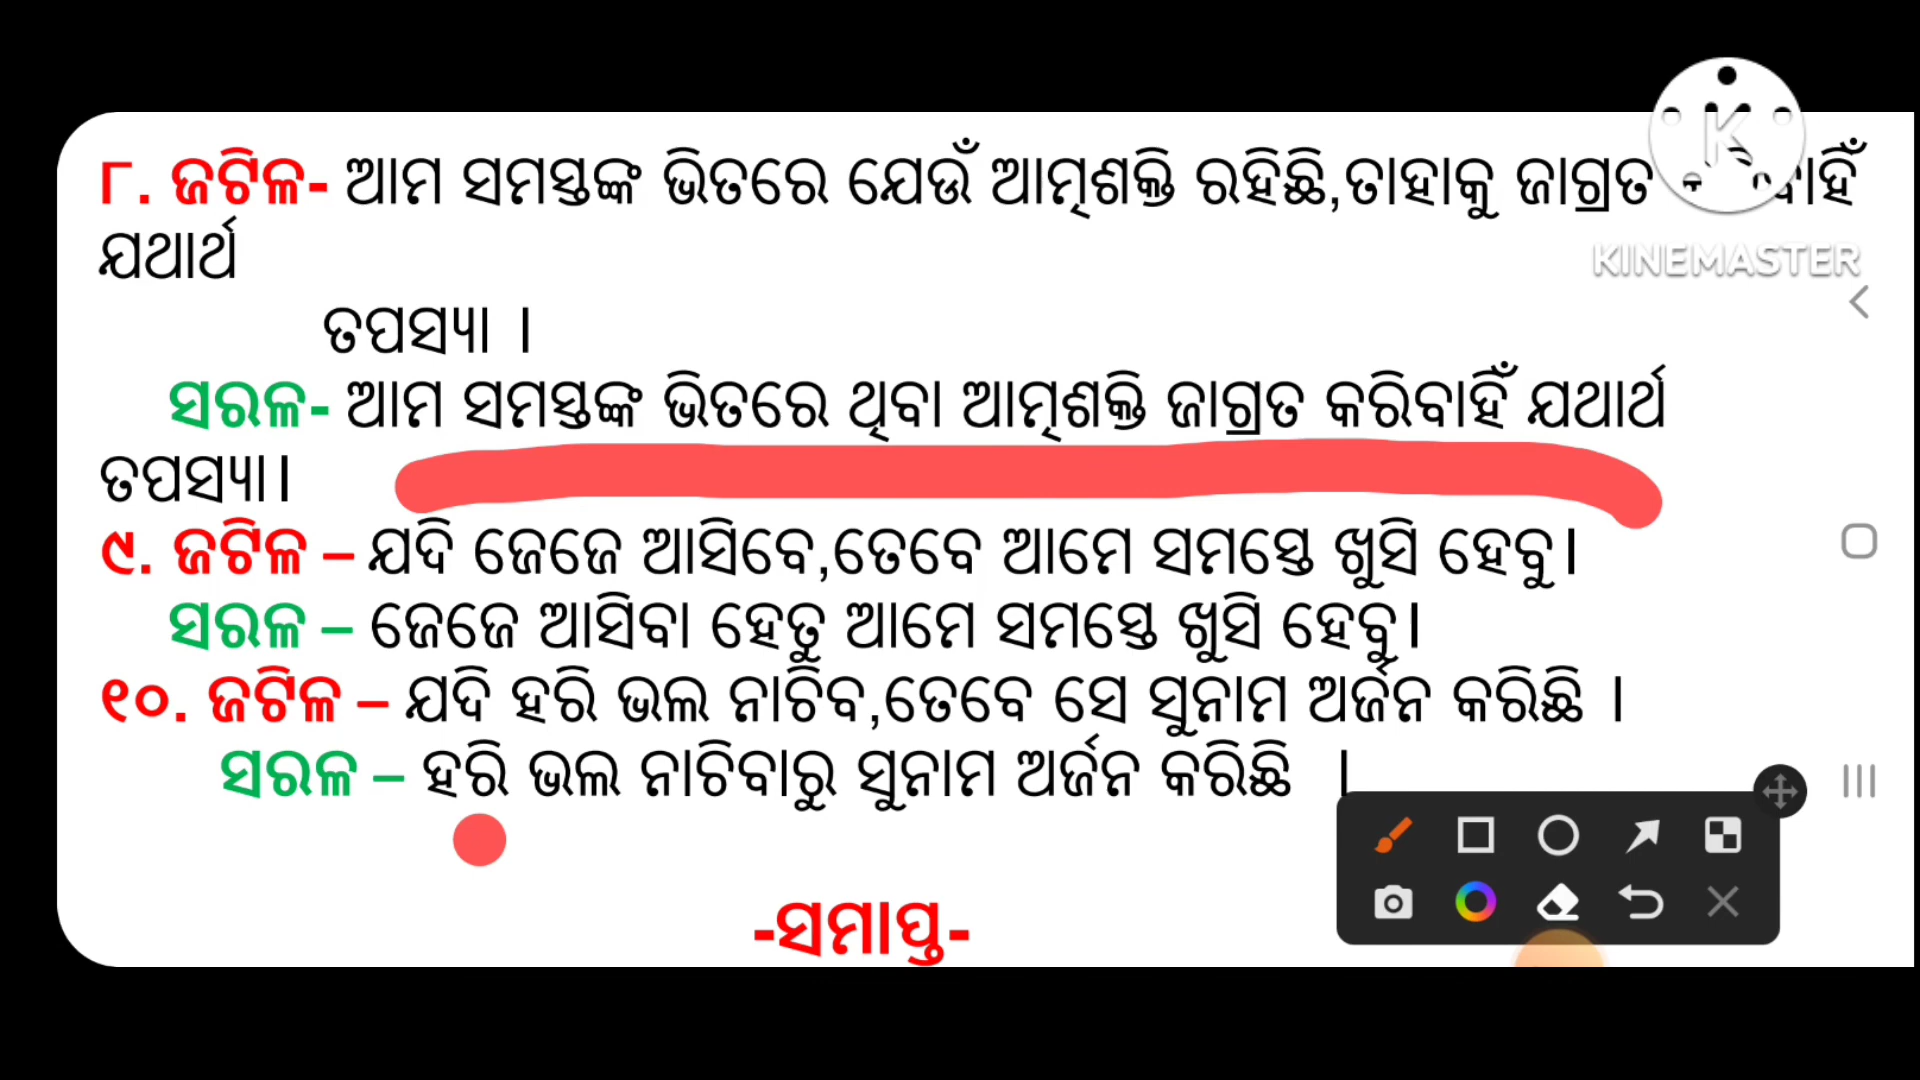 ୮. ଜଟିଳ- ଆମ ସମସ୍ତଙ୍କ ଭିତରେ ଯେଉଁ ଆତ୍ମଶକ୍ତି ରହିଛି,ତାହାକୁ ଜାଗ୍ରତ
ଯଥାର୍ଥ
ତପସ୍ୟା ।
ସରଳ- ଆମ ସମସ୍ତଙ୍କ ଭିତରେ ଥିବା ଆତ୍ମଶକ୍ତି ଜାଗ୍ରତ କରିବାହିଁ ଯଥାର୍ଥ
ତପସ୍ୟା।
୯. ଜଟିଳ – ଯଦି ଜେଜେ ଆସିବେ,ତେବେ ଆମେ ସମସ୍ତେ ଖୁସି ହେବୁ।
ସରଳ – ଜେଜେ ଆସିବା ହେତୁ ଆମେ ସମସ୍ତେ ଖୁସି ହେବୁ।
୧୦. ଜଟିଳ – ଯଦି ହରି ଭଲ ନାଚିବ,ତେବେ ସେ ସୁନାମ ଅର୍ଜନ କରିଛି ।
ସରଳ – ହରି ଭଲ ନାଚିବାରୁ ସୁନାମ ଅର୍ଜନ କରିଛି ।
-ସମାପ୍ତ-
K
KINEMASTER